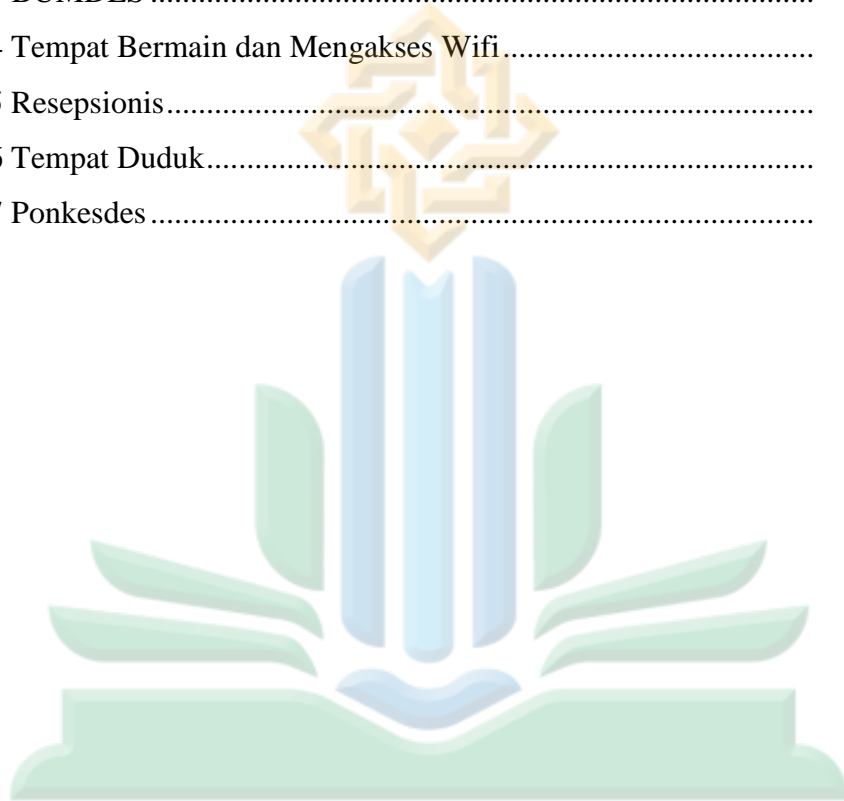 BUMDES ..................................................................................
4 Tempat Bermain dan Mengakses Wifi.......................................
5 Resepsionis................................................................................
6 Tempat Duduk...........................................................................
7 Ponkesdes ..................................................................................